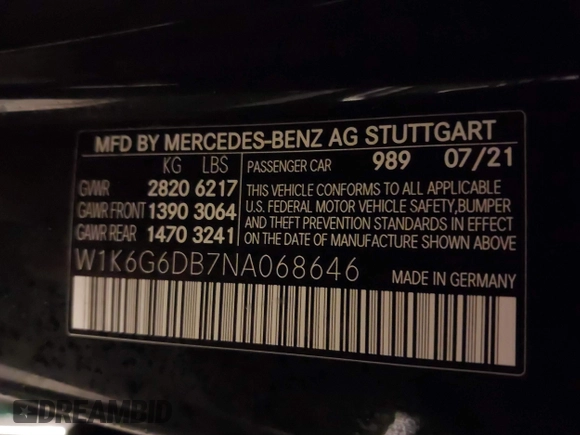 MFD BY MERCEDES-BENZ AG STUTTGART
KG LBS PASSENGER CAR 989 07/21
GVWR 2820 6217
GAWR FRONT 1390 3064
GAWR REAR 1470 3241
THIS VEHICLE CONFORMS TO ALL APPLICABLE
U.S. FEDERAL MOTOR VEHICLE SAFETY,BUMPER
AND THEFT PREVENTION STANDARDS IN EFFECT
ON THE DATE OF MANUFACTURE SHOWN ABOVE.
W1K6G6DB7NA068646
MADE IN GERMANY
DREAMBID